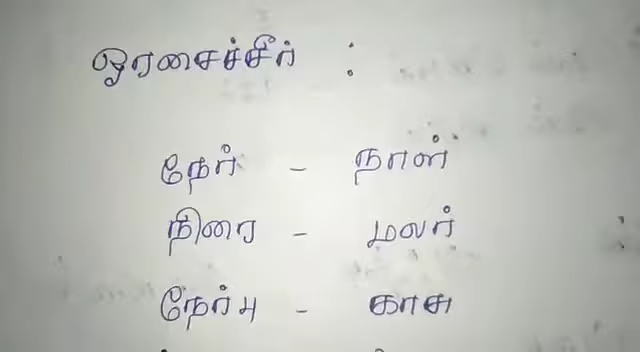 ஓரசைச்சீர் :
நேர் - நாள்
நிரை - மலர்
நேர்பு - காசு